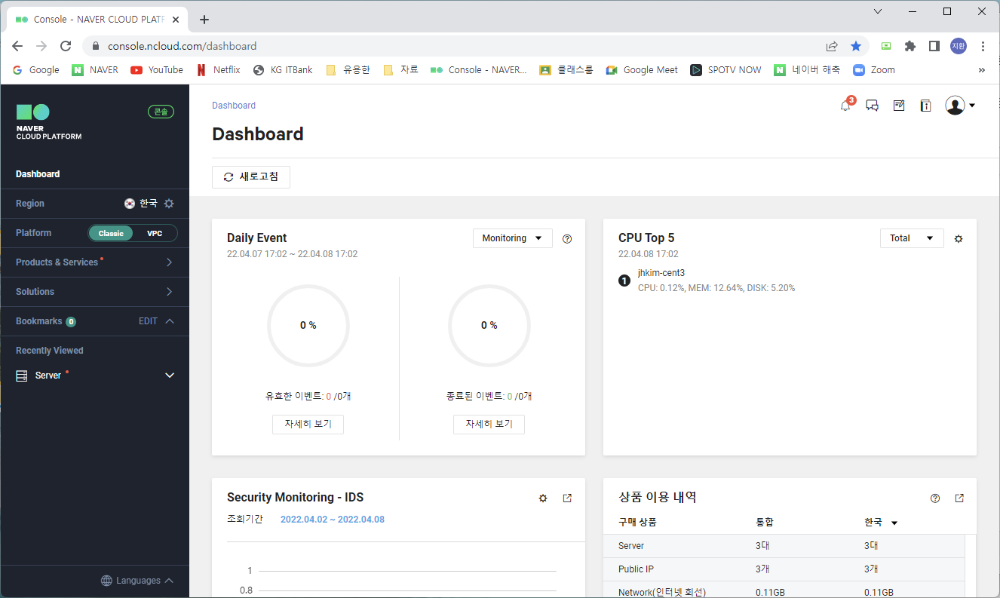 Console - NAVER CLOUD PLATF
console.ncloud.com/dashboard
지환
Google NAVER YouTube Netflix KG ITBank 유용한 자료 Console - NAVER... 클래스룸 Google Meet SPOTV NOW 네이버 해축 Zoom »
NAVER
CLOUD PLATFORM
콘솔
Dashboard
Region 한국
Platform Classic VPC
Products & Services
Solutions
Bookmarks 0 EDIT
Recently Viewed
Server
Languages
Dashboard
3
Dashboard
새로고침
Daily Event Monitoring
22.04.07 17:02 ~ 22.04.08 17:02
0 % 0 %
유효한 이벤트: 0 /0개 종료된 이벤트: 0 /0개
자세히 보기 자세히 보기
CPU Top 5 Total
22.04.08 17:02
1 jhkim-cent3
CPU: 0.12%, MEM: 12.64%, DISK: 5.20%
Security Monitoring - IDS
조회기간 2022.04.02 ~ 2022.04.08
1
0.8
상품 이용 내역
구매 상품 통합 한국
Server 3대 3대
Public IP 3개 3개
Network(인터넷 회선) 0.11GB 0.11GB